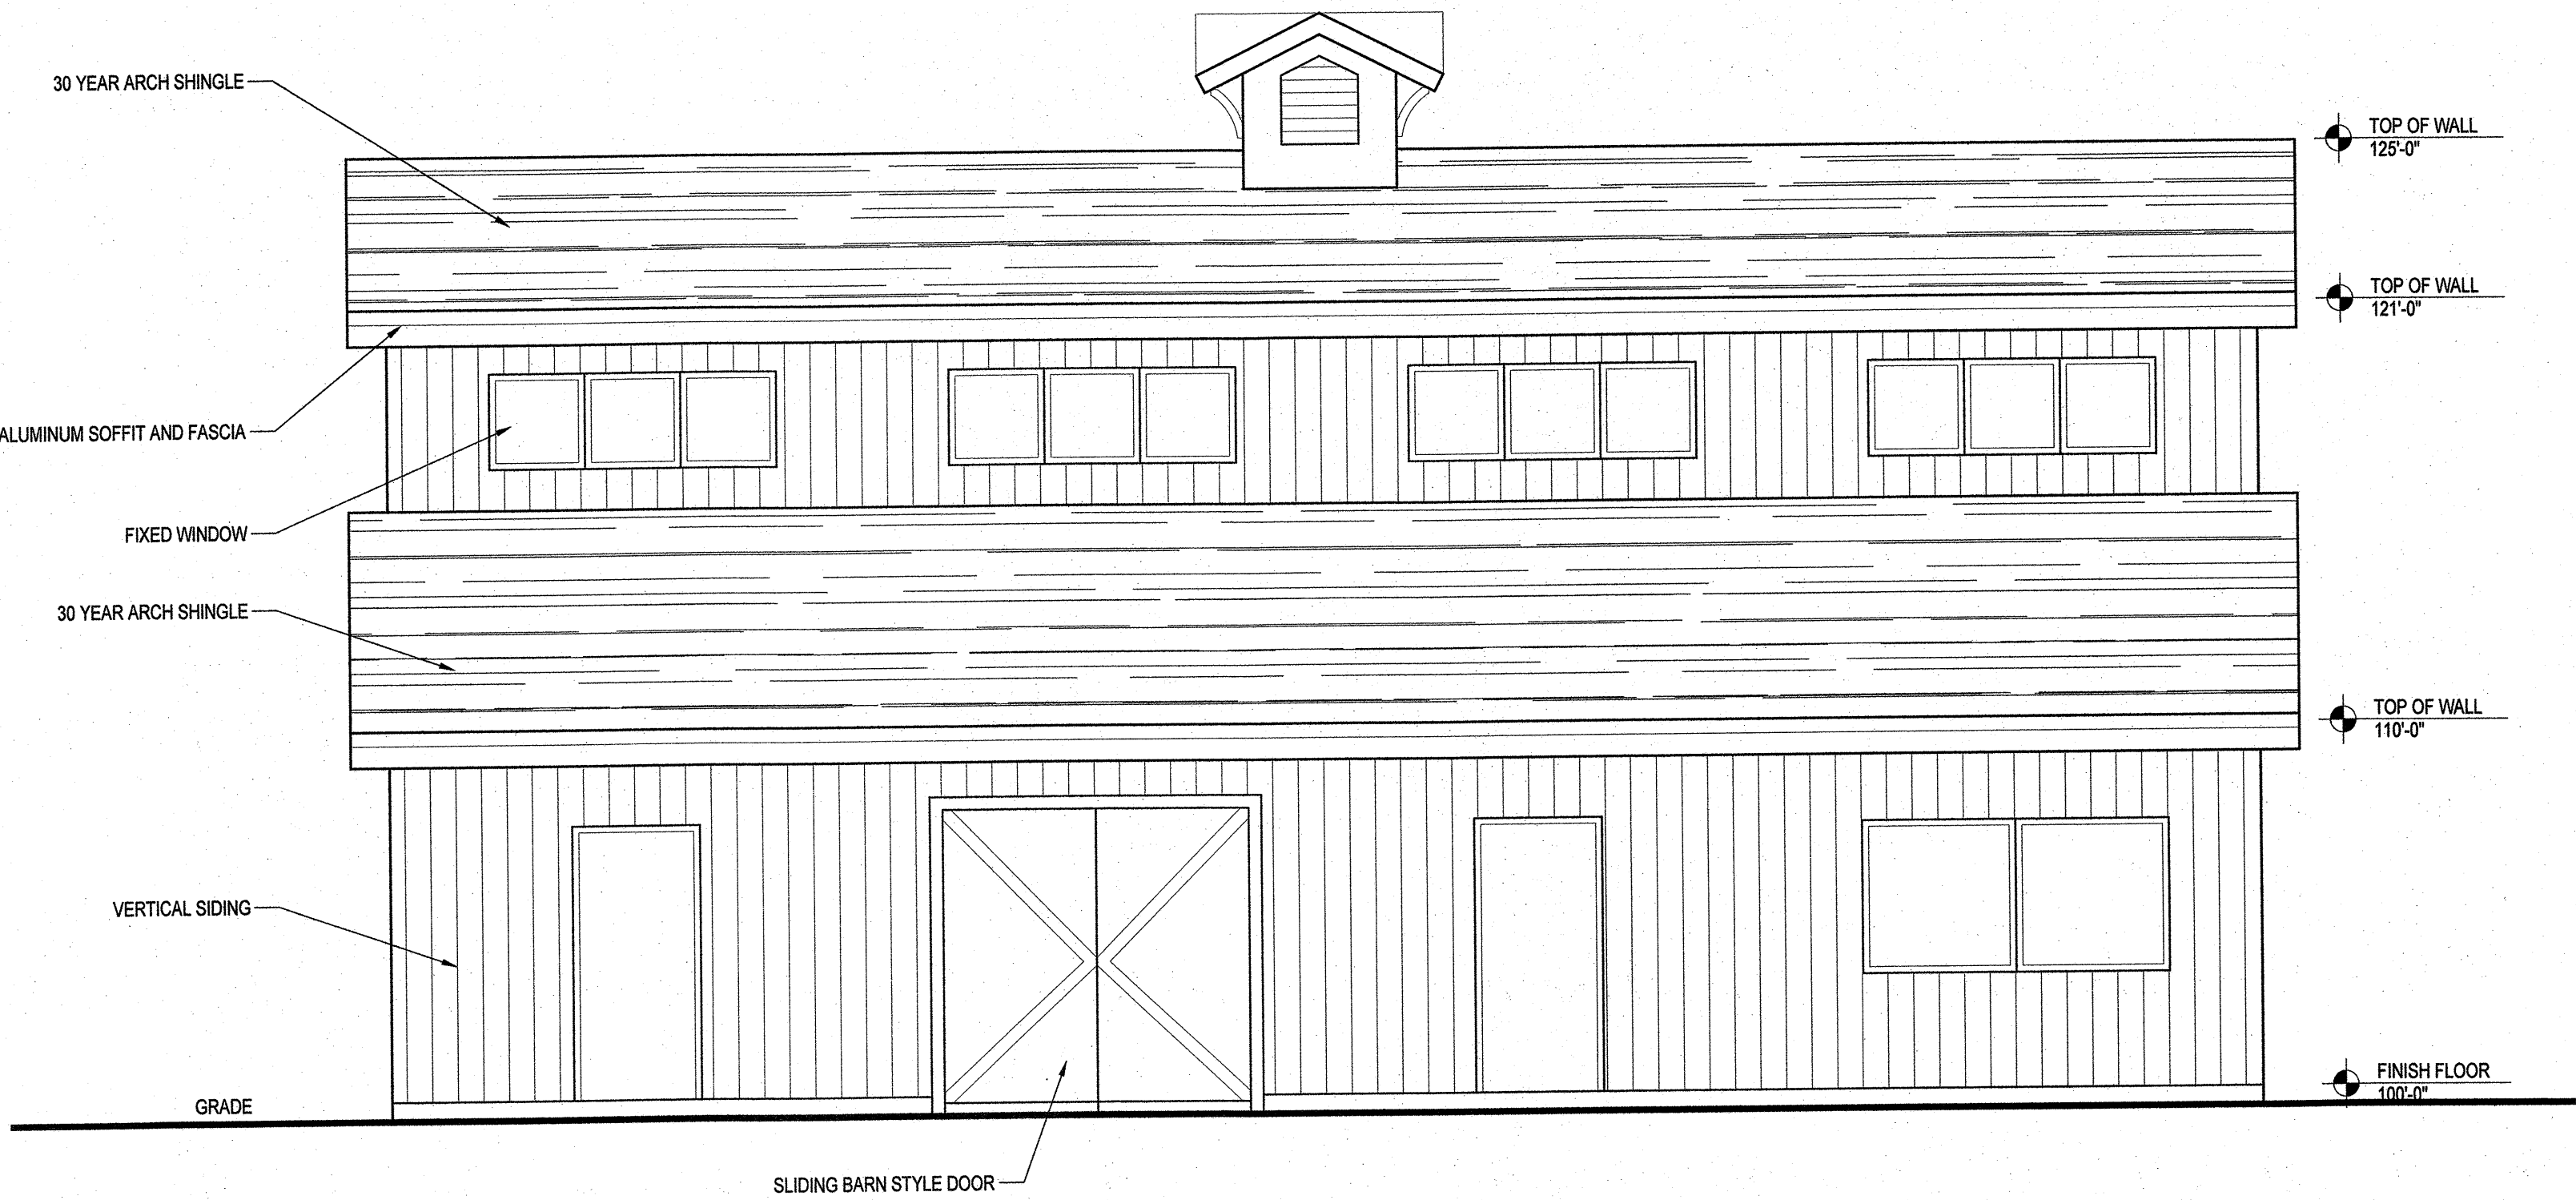 30 YEAR ARCH SHINGLE
TOP OF WALL
125'-0"
TOP OF WALL
121'-0"
ALUMINUM SOFFIT AND FASCIA
FIXED WINDOW
30 YEAR ARCH SHINGLE
TOP OF WALL
110'-0"
VERTICAL SIDING
FINISH FLOOR
100'-0"
GRADE
SLIDING BARN STYLE DOOR